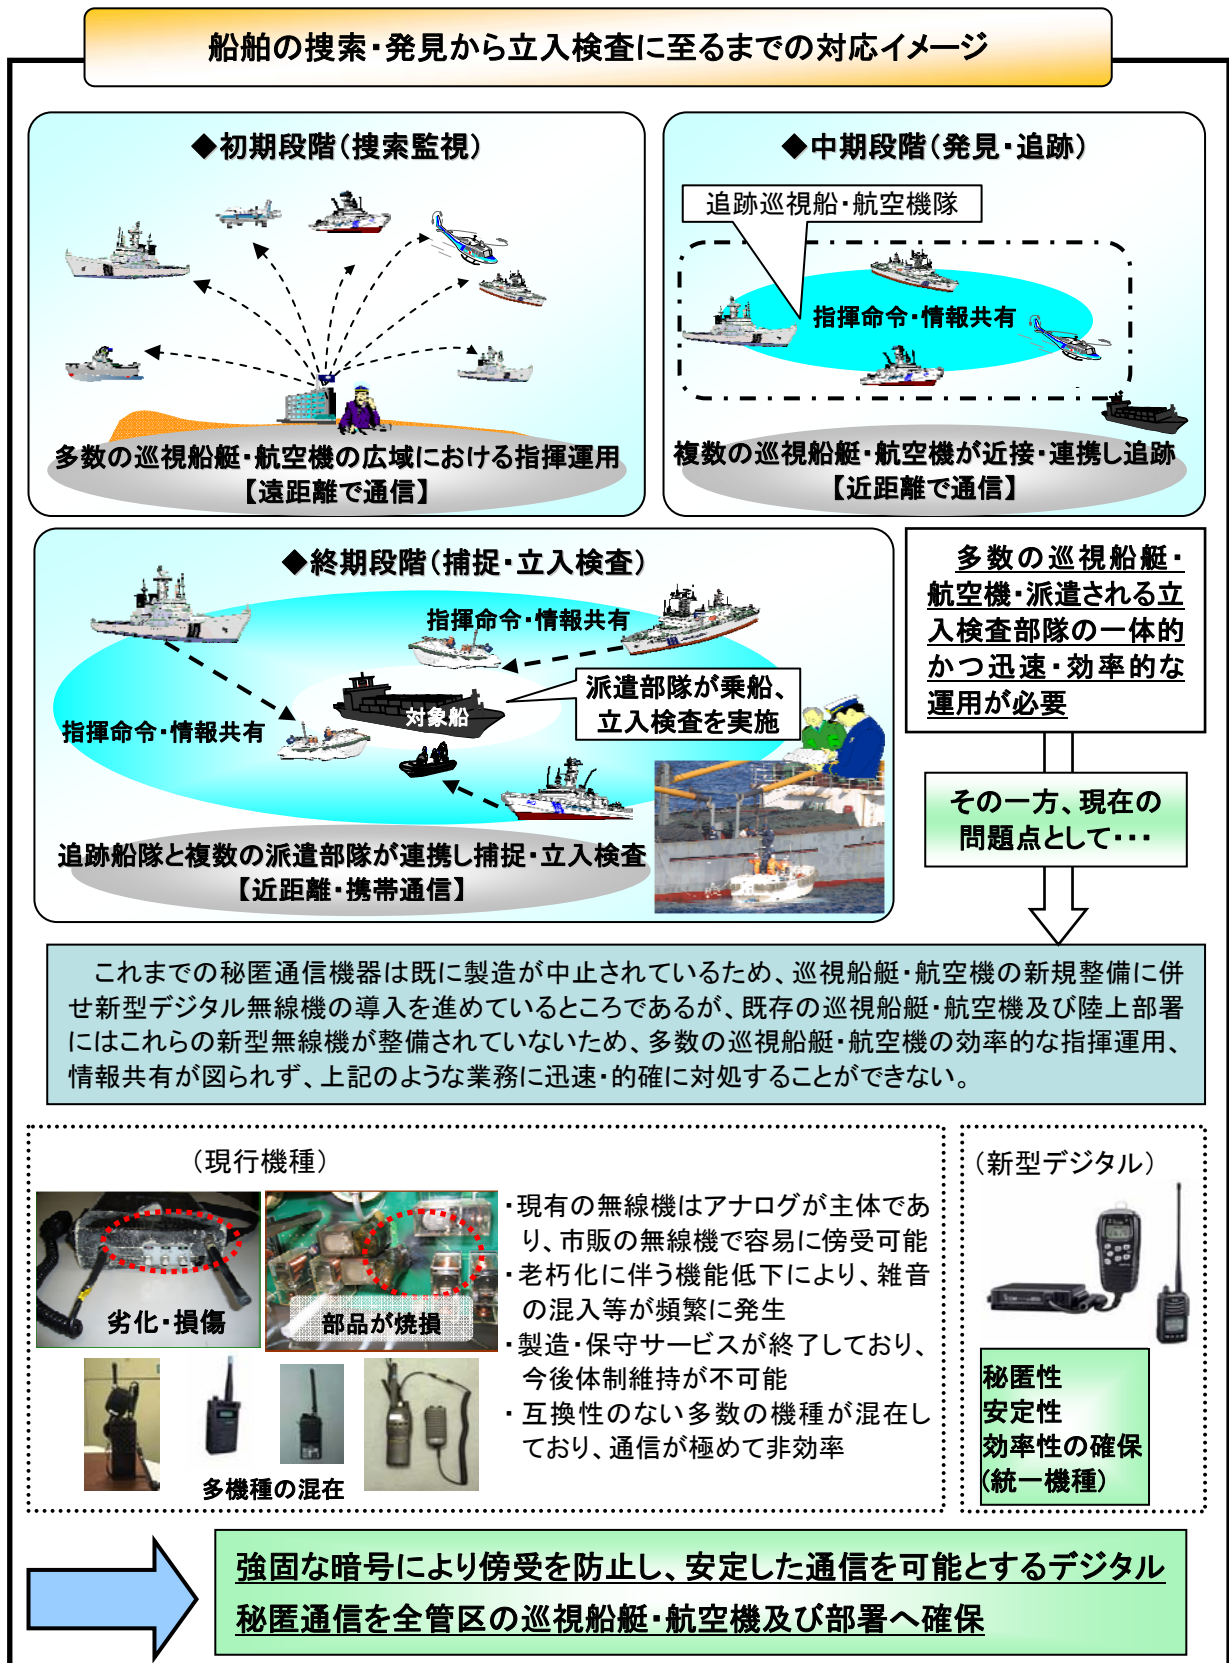 船舶の捜索・発見から立入検査に至るまでの対応イメージ
◆初期段階(捜索監視)
多数の巡視船艇・航空機の広域における指揮運用
【遠距離で通信】
◆中期段階(発見・追跡)
追跡巡視船・航空機隊
指揮命令・情報共有
複数の巡視船艇・航空機が近接・連携し追跡
【近距離で通信】
◆終期段階(捕捉・立入検査)
指揮命令・情報共有
派遣部隊が乗船、
立入検査を実施
対象船
指揮命令・情報共有
追跡船隊と複数の派遣部隊が連携し捕捉・立入検査
【近距離・携帯通信】
多数の巡視船艇・
航空機・派遣される立
入検査部隊の一体的
かつ迅速・効率的な
運用が必要
その一方、現在の
問題点として・・・
これまでの秘匿通信機器は既に製造が中止されているため、巡視船艇・航空機の新規整備に併
せ新型デジタル無線機の導入を進めているところであるが、既存の巡視船艇・航空機及び陸上部署
にはこれらの新型無線機が整備されていないため、多数の巡視船艇・航空機の効率的な指揮運用、
情報共有が図られず、上記のような業務に迅速・的確に対処することができない。
(現行機種)
劣化・損傷
部品が焼損
多機種の混在
・現有の無線機はアナログが主体であ
り、市販の無線機で容易に傍受可能
・老朽化に伴う機能低下により、雑音
の混入等が頻繁に発生
・製造・保守サービスが終了しており、
今後体制維持が不可能
・互換性のない多数の機種が混在し
ており、通信が極めて非効率
(新型デジタル)
秘匿性
安定性
効率性の確保
(統一機種)
強固な暗号により傍受を防止し、安定した通信を可能とするデジタル
秘匿通信を全管区の巡視船艇・航空機及び部署へ確保